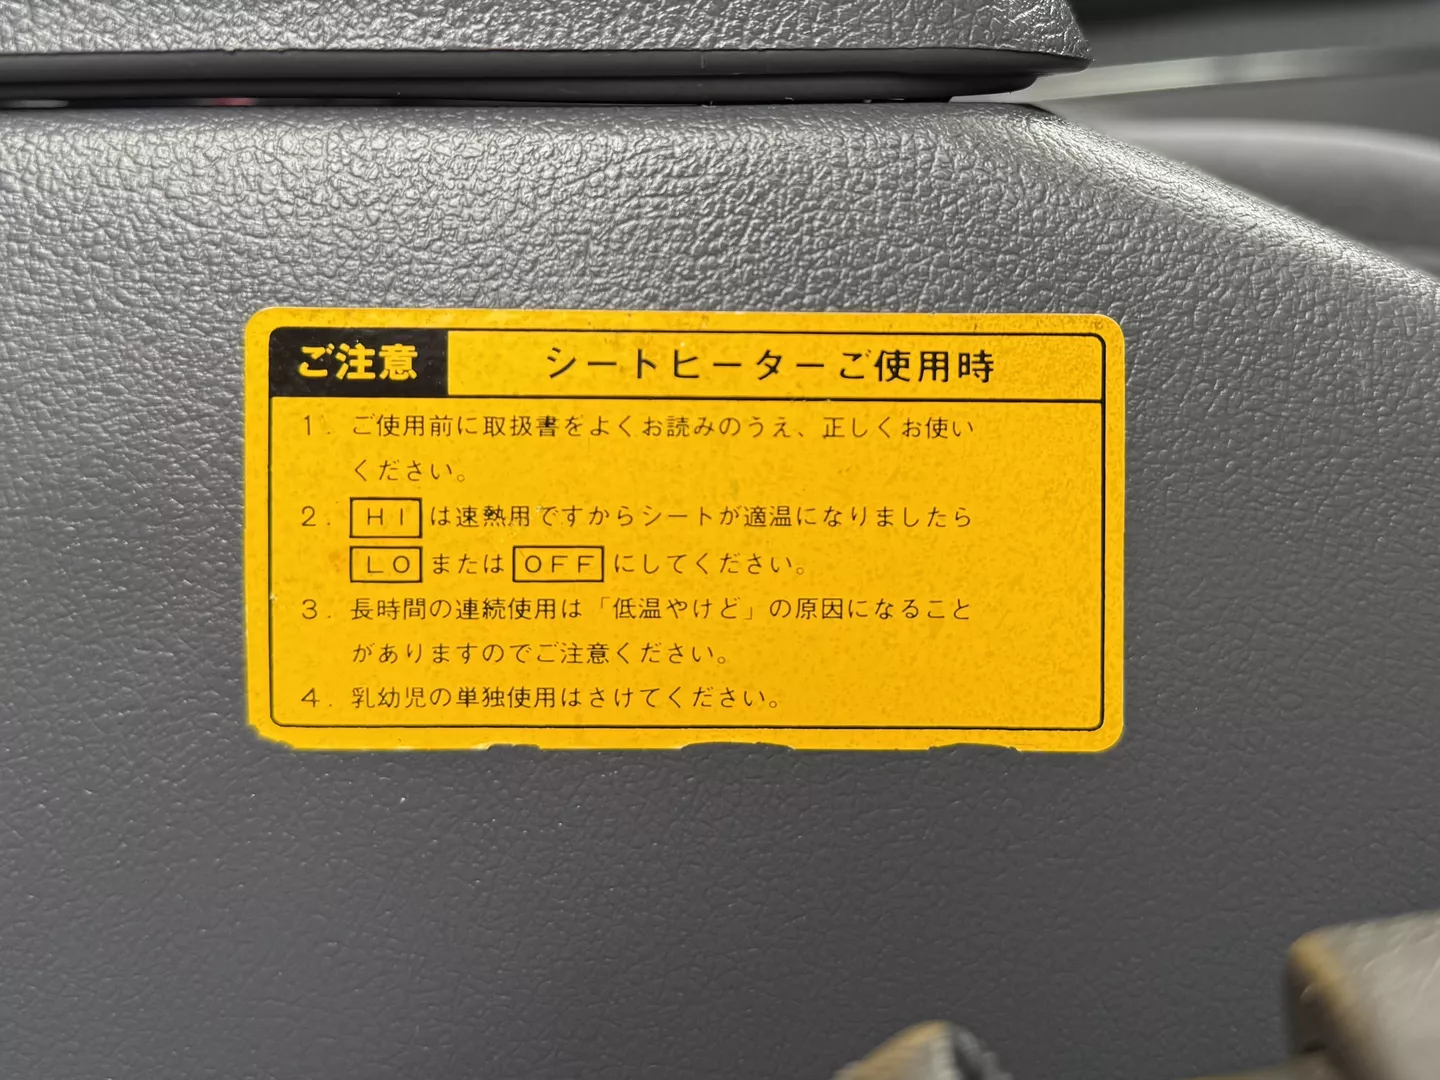 ご注意 シートヒーターご使用時
1. ご使用前に取扱書をよくお読みのうえ、正しくお使い
ください。
2. HI は速熱用ですからシートが適温になりましたら
LO または OFF にしてください。
3. 長時間の連続使用は「低温やけど」の原因になること
がありますのでご注意ください。
4. 乳幼児の単独使用はさけてください。